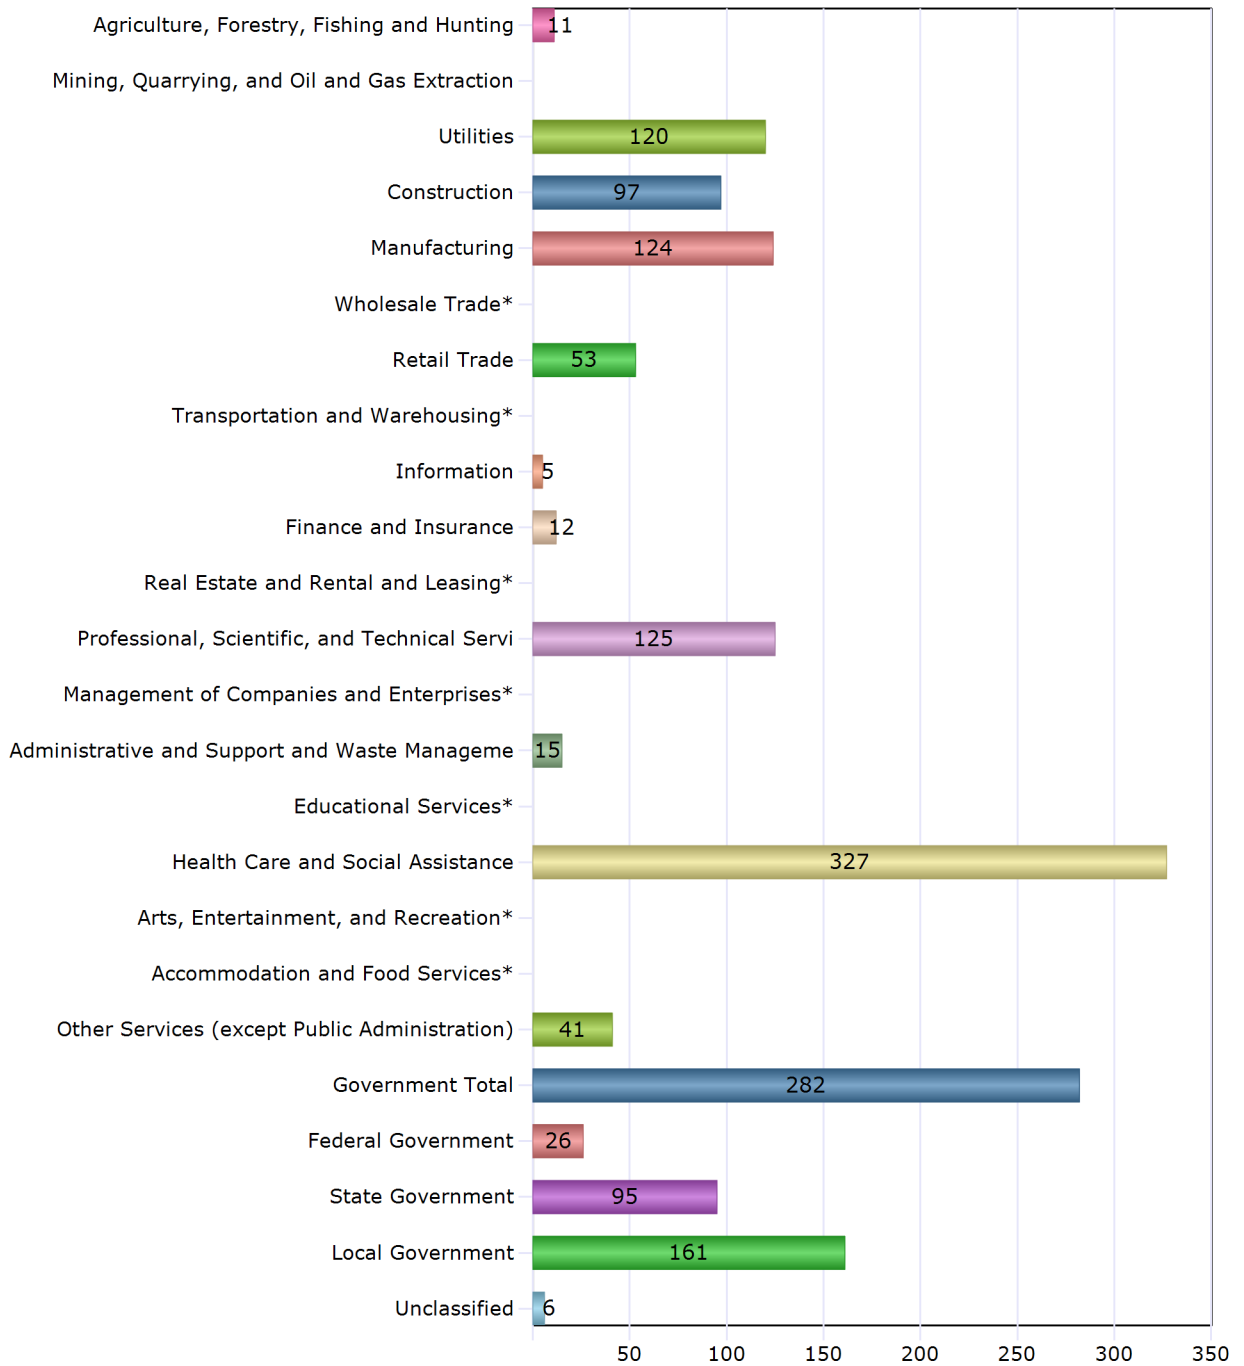 Agriculture, Forestry, Fishing and Hunting 11
Mining, Quarrying, and Oil and Gas Extraction
Utilities 120
Construction 97
Manufacturing 124
Wholesale Trade*
Retail Trade 53
Transportation and Warehousing*
Information 5
Finance and Insurance 12
Real Estate and Rental and Leasing*
Professional, Scientific, and Technical Servi 125
Management of Companies and Enterprises*
Administrative and Support and Waste Manageme 15
Educational Services*
Health Care and Social Assistance 327
Arts, Entertainment, and Recreation*
Accommodation and Food Services*
Other Services (except Public Administration) 41
Government Total 282
Federal Government 26
State Government 95
Local Government 161
Unclassified 6
50 100 150 200 250 300 350